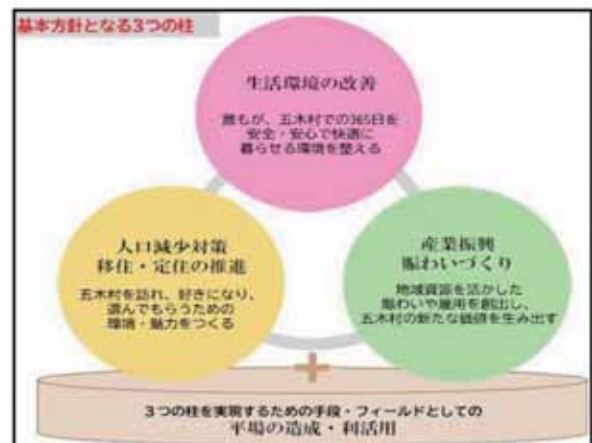 基本方針となる3つの柱
生活環境の改善
誰もが、五木村での365日を
安全・安心で快適に
暮らせる環境を整える
人口減少対策
移住・定住の推進
五木村を訪れ、好きになり、
選んでもらうための
環境・魅力をつくる
産業振興
賑わいづくり
地域資源を活かした
賑わいや雇用を創出し、
五木村の新たな価値を生み出す
+
3つの柱を実現するための手段・フィールドとしての
平場の造成・利活用